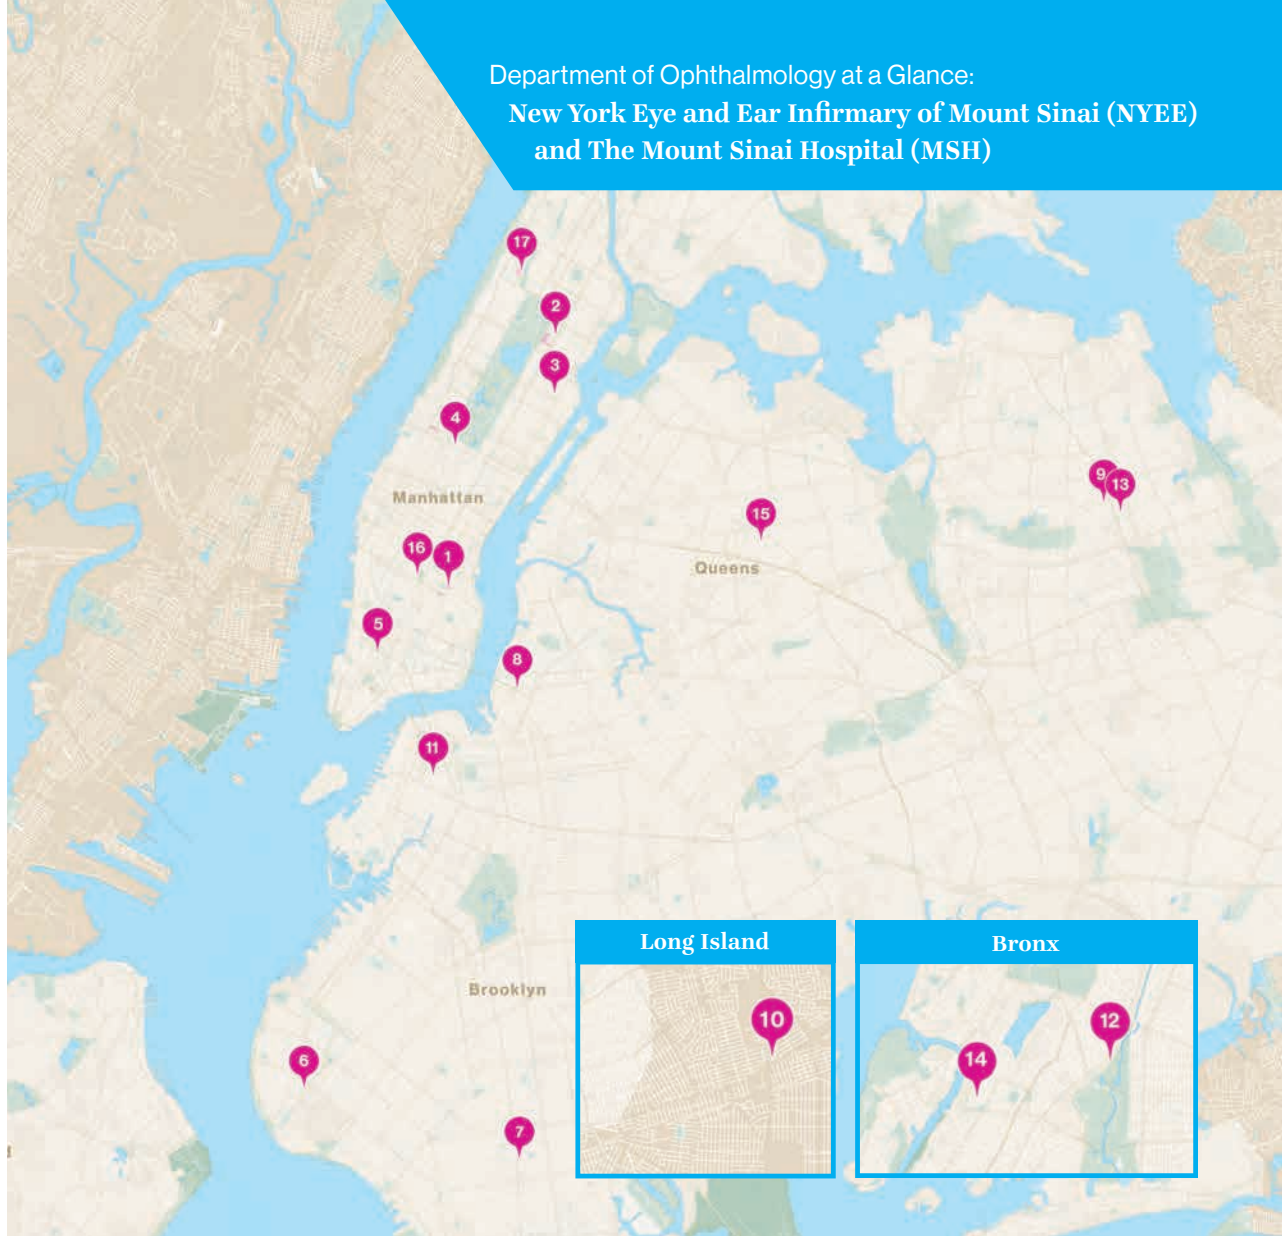 Department of Ophthalmology at a Glance:
New York Eye and Ear Infirmary of Mount Sinai (NYEE)
and The Mount Sinai Hospital (MSH)
17
2
3
4
Manhattan
9
13
15
16
1
Queens
5
8
11
Long Island
Bronx
Brooklyn
10
12
14
6
7